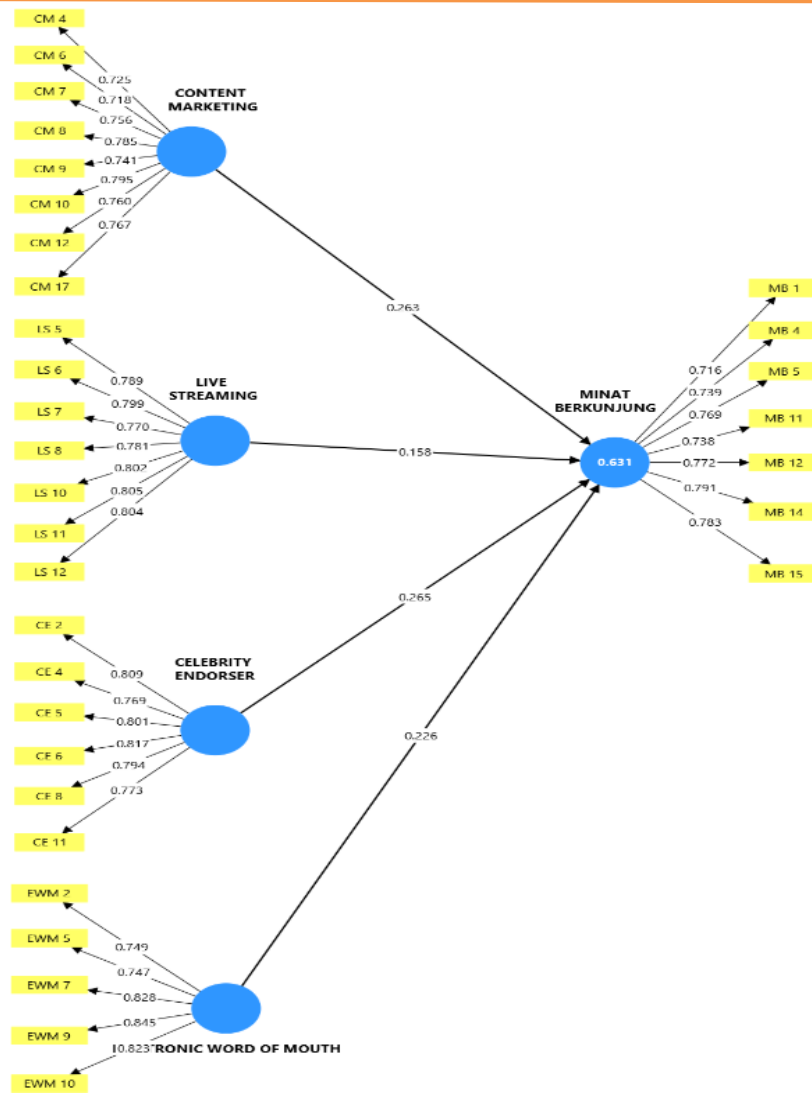 CM 4
CM 6
CM 7
CM 8
CM 9
CM 10
CM 12
CM 17
0.725
0.718
0.756
0.785
0.741
0.795
0.760
0.767
CONTENT
MARKETING
0.263
LS 5
LS 6
LS 7
LS 8
LS 10
LS 11
LS 12
0.789
0.799
0.770
0.781
0.802
0.805
0.804
LIVE
STREAMING
0.158
MINAT
BERKUNJUNG
0.631
0.716
0.739
0.769
0.738
0.772
0.791
0.783
MB 1
MB 4
MB 5
MB 11
MB 12
MB 14
MB 15
CE 2
CE 4
CE 5
CE 6
CE 8
CE 11
0.809
0.769
0.801
0.817
0.794
0.773
CELEBRITY
ENDORSER
0.265
0.226
EWM 2
EWM 5
EWM 7
EWM 9
EWM 10
0.749
0.747
0.828
0.845
0.823
RONIC WORD OF MOUTH